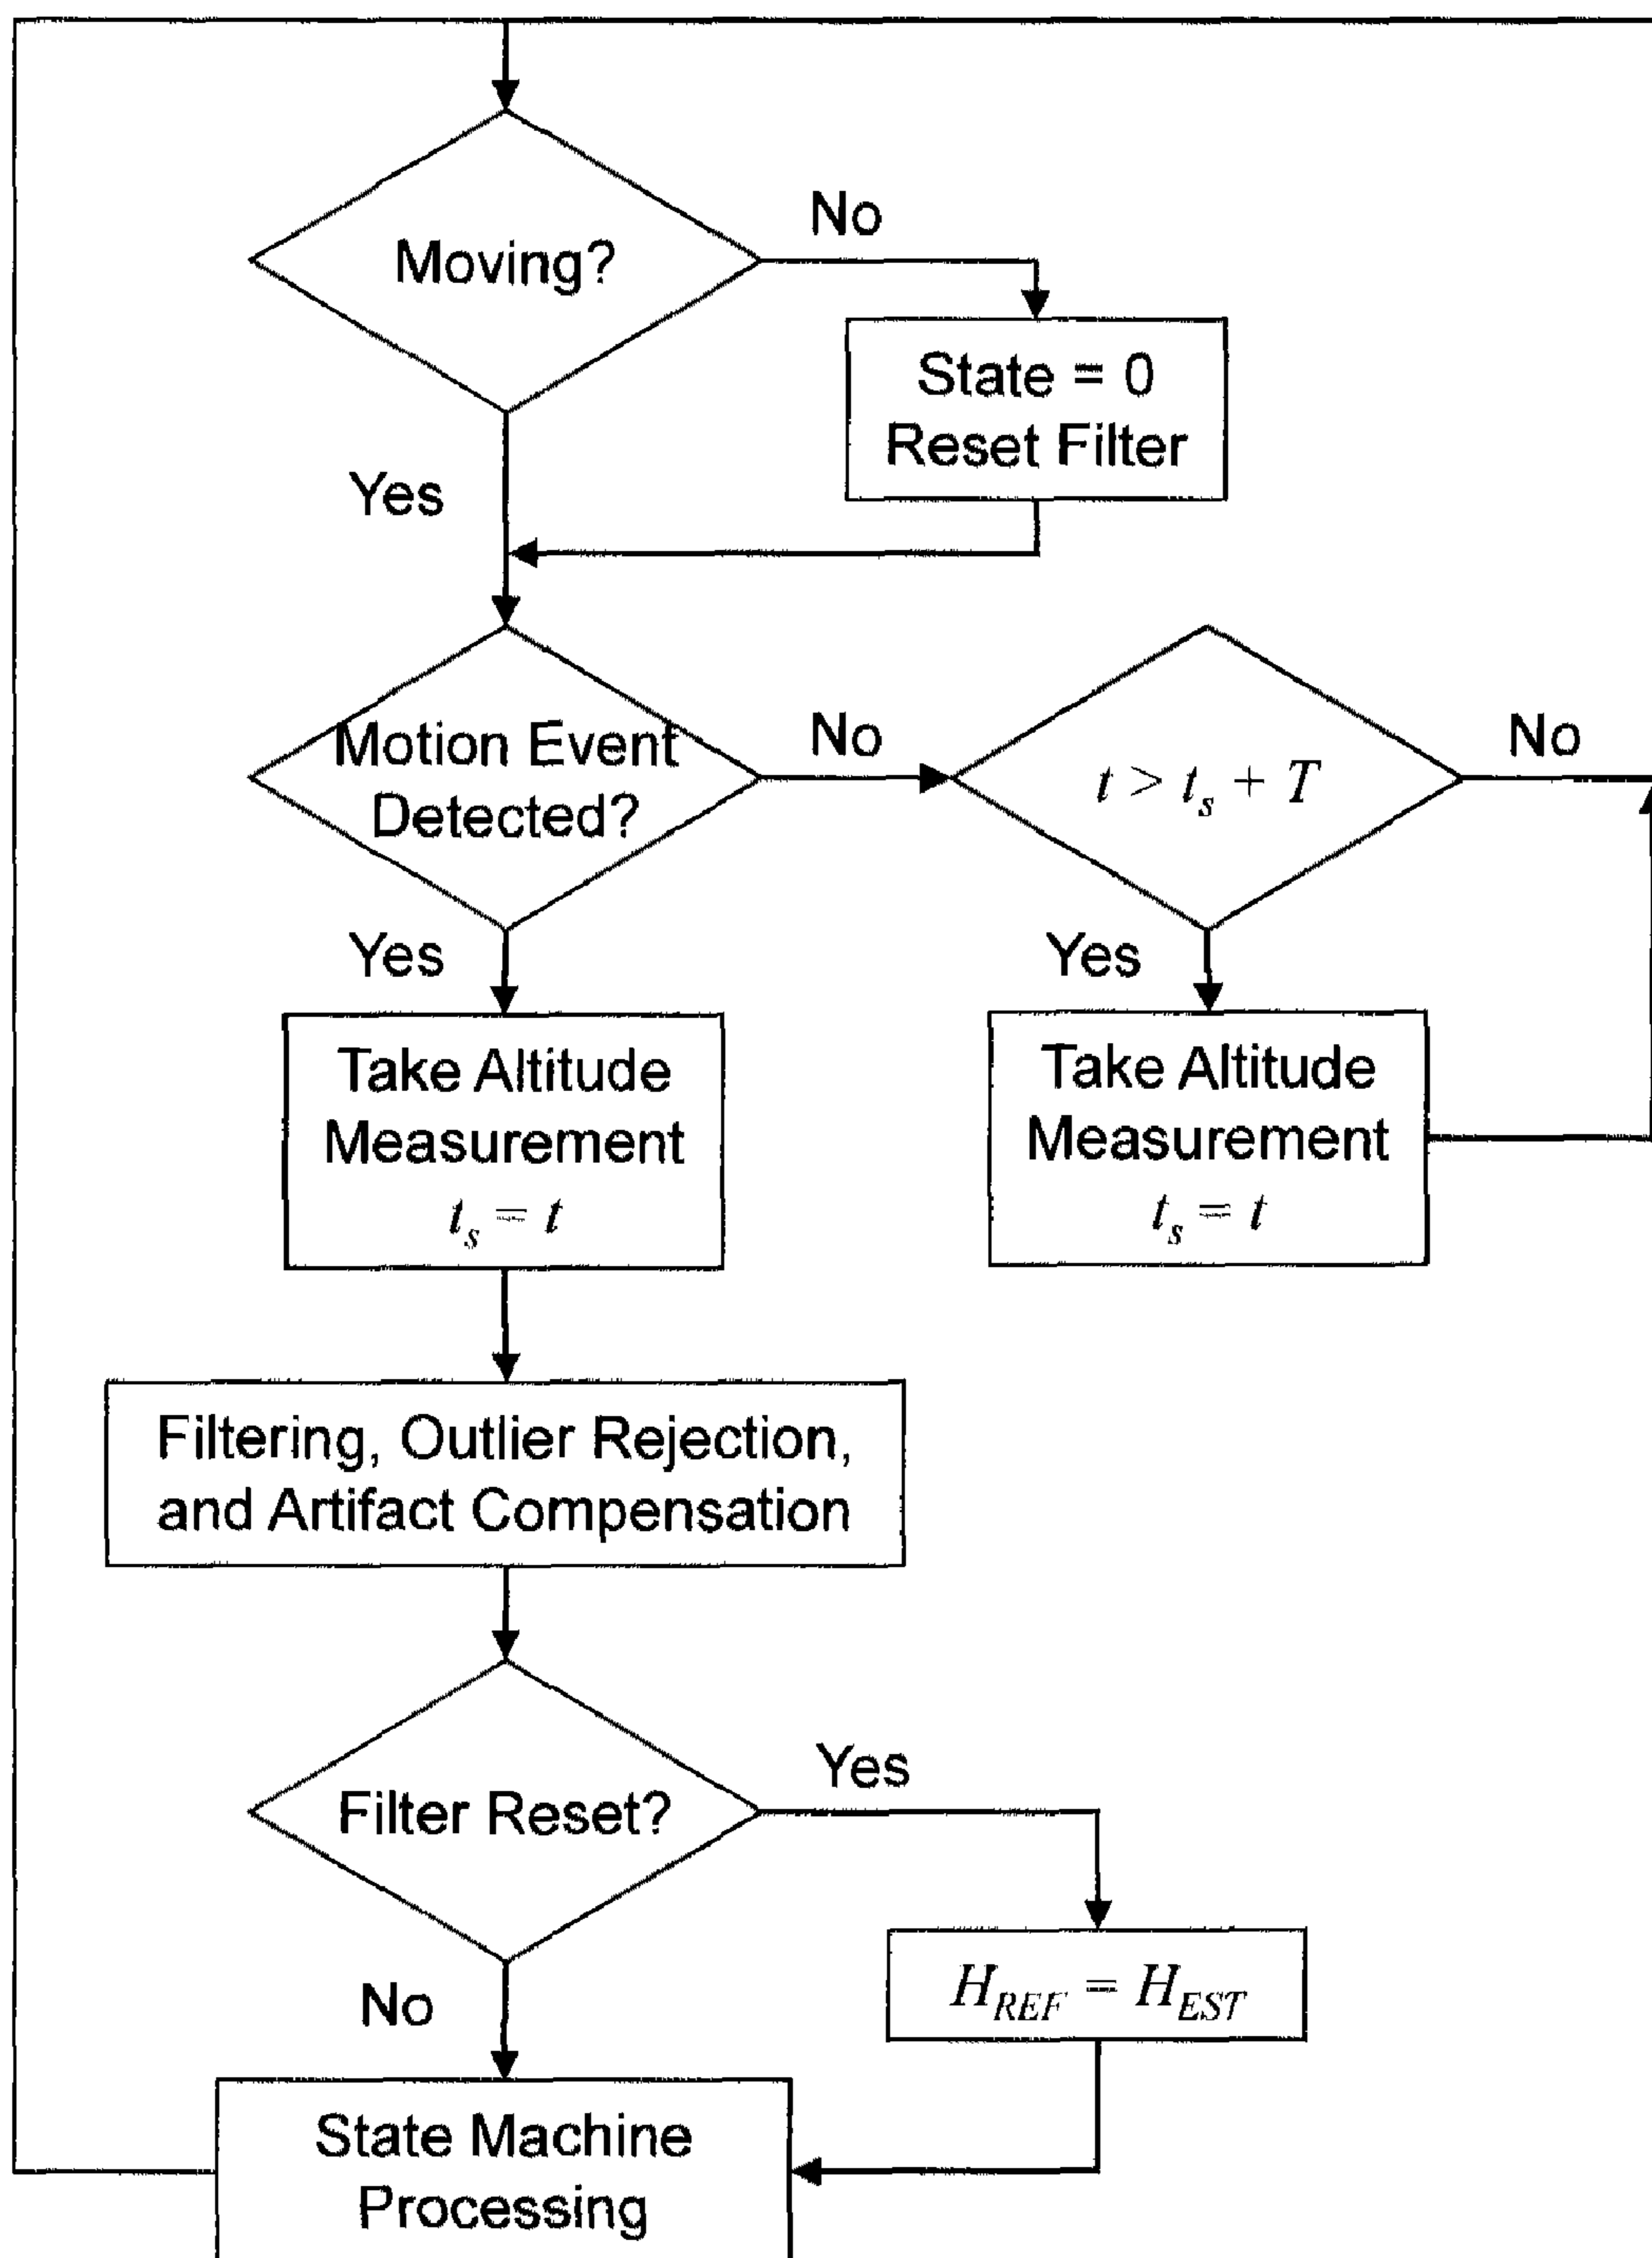 Moving?
No
State = 0
Reset Filter
Yes
Motion Event
Detected?
No
t > t_s + T
No
Yes
Take Altitude
Measurement
t_s = t
Yes
Take Altitude
Measurement
t_s = t
Filtering, Outlier Rejection,
and Artifact Compensation
Filter Reset?
Yes
H_REF = H_EST
No
State Machine
Processing